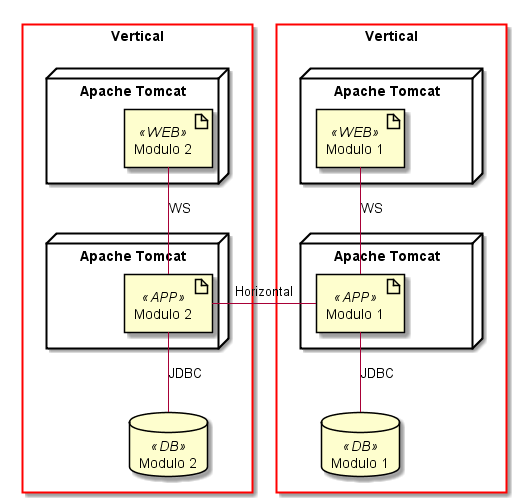 Vertical
Vertical
Apache Tomcat
Apache Tomcat
«WEB»
Modulo 2
«WEB»
Modulo 1
WS
WS
Apache Tomcat
Apache Tomcat
«APP»
Modulo 2
Horizontal
«APP»
Modulo 1
JDBC
JDBC
«DB»
Modulo 2
«DB»
Modulo 1